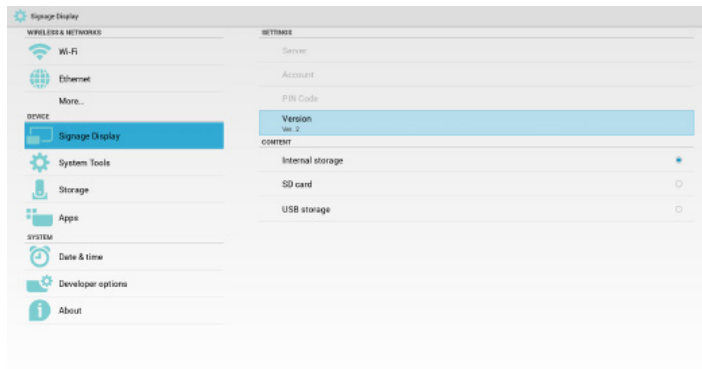 Signage Display
WIRELESS & NETWORKS
Wi-Fi
Ethernet
More...
DEVICE
Signage Display
System Tools
Storage
Apps
SYSTEM
Date & time
Developer options
About
SETTINGS
Server
Account
PIN Code
Version
Ver. 2
CONTENT
Internal storage
SD card
USB storage